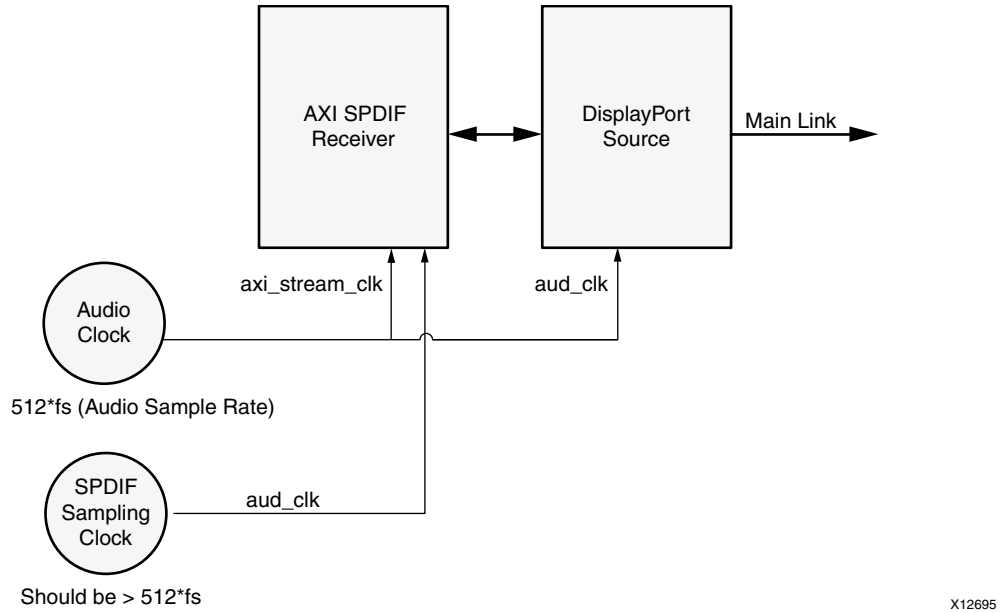 AXI SPDIF
Receiver
DisplayPort
Source
Main Link
axi_stream_clk
aud_clk
Audio
Clock
512*fs (Audio Sample Rate)
SPDIF
Sampling
Clock
aud_clk
Should be > 512*fs
X12695